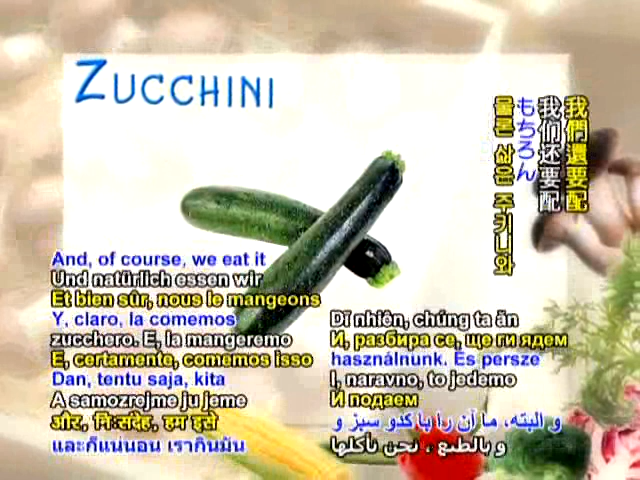 ZUCCHINI
我們還要配
我们还要配
もちろん
물론 삶은 주키니와
And, of course, we eat it
Und natürlich essen wir
Et bien sûr, nous le mangeons
Y, claro, la comemos
zucchero. E, la mangeremo
E, certamente, comemos isso
Dan, tentu saja, kita
A samozrejme ju jeme
और, निःसंदेह, हम इसे
และก็แน่นอน เรากินมัน
Dĩ nhiên, chúng ta ăn
И, разбира се, ще ги ядем
használnunk. És persze
I, naravno, to jedemo
И подаем
و البته، ما آن را با کدو سبز و
و بالطبع ، نحن نأكلها